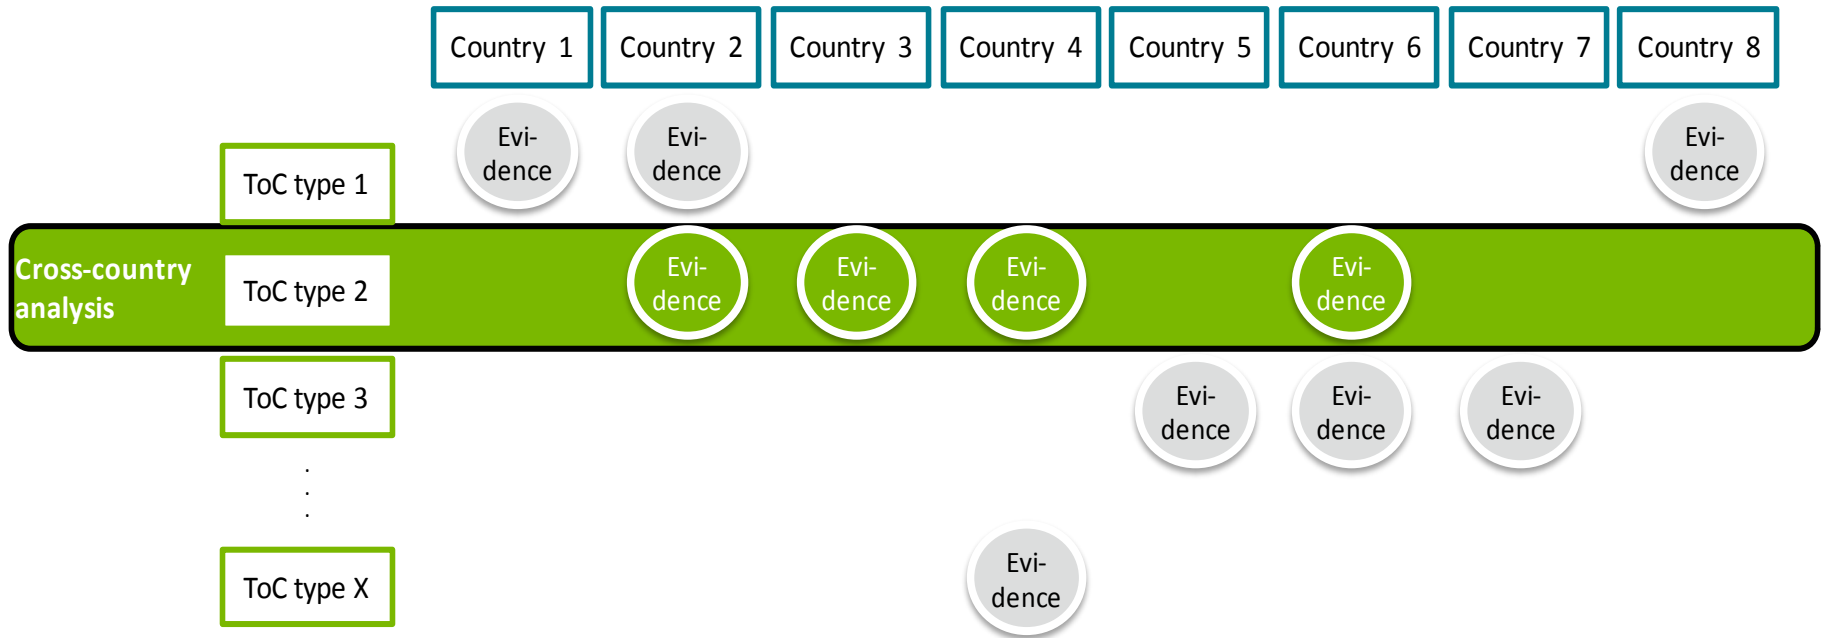 Country 1
Country 2
Country 3
Country 4
Country 5
Country 6
Country 7
Country 8
ToC type 1
Evi-
dence
Evi-
dence
Evi-
dence
Cross-country
analysis
ToC type 2
Evi-
dence
Evi-
dence
Evi-
dence
Evi-
dence
ToC type 3
Evi-
dence
Evi-
dence
Evi-
dence
.
.
.
ToC type X
Evi-
dence